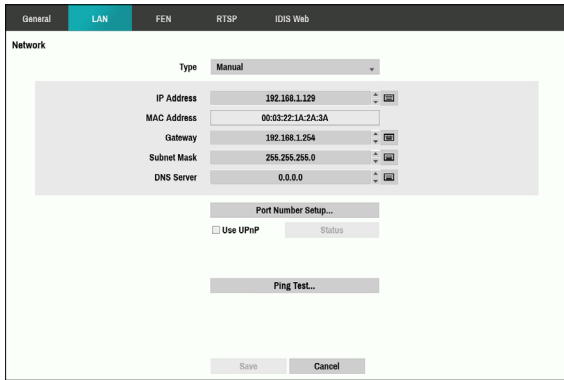 General LAN FEN RTSP IDIS Web
Network
Type Manual
IP Address 192.168.1.129
MAC Address 00:03:22:1A:2A:3A
Gateway 192.168.1.254
Subnet Mask 255.255.255.0
DNS Server 0.0.0.0
Port Number Setup...
Use UPnP Status
Ping Test...
Save Cancel